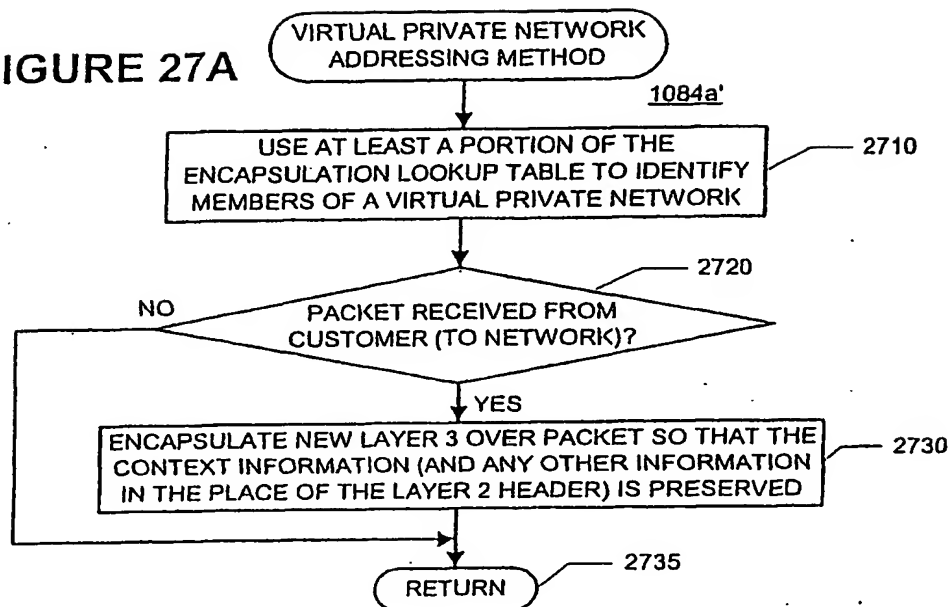 IGURE 27A
VIRTUAL PRIVATE NETWORK
ADDRESSING METHOD
1084a'
USE AT LEAST A PORTION OF THE
ENCAPSULATION LOOKUP TABLE TO IDENTIFY
MEMBERS OF A VIRTUAL PRIVATE NETWORK
2710
2720
NO
PACKET RECEIVED FROM
CUSTOMER (TO NETWORK)?
YES
ENCAPSULATE NEW LAYER 3 OVER PACKET SO THAT THE
CONTEXT INFORMATION (AND ANY OTHER INFORMATION
IN THE PLACE OF THE LAYER 2 HEADER) IS PRESERVED
2730
RETURN
2735